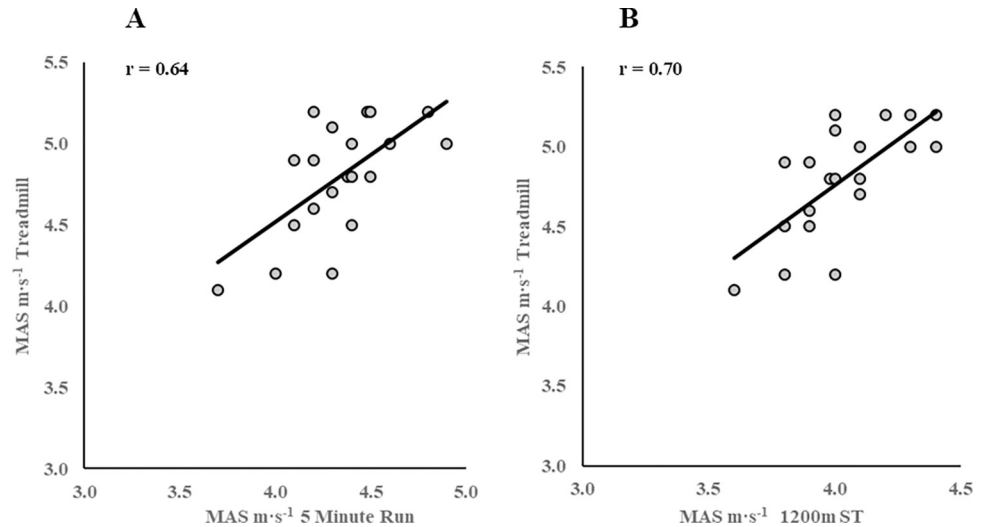 A
r = 0.64
5.5
5.0
4.5
4.0
3.5
3.0
MAS m·s⁻¹ Treadmill
3.0 3.5 4.0 4.5 5.0
MAS m·s⁻¹ 5 Minute Run
B
r = 0.70
5.5
5.0
4.5
4.0
3.5
3.0
MAS m·s⁻¹ Treadmill
3.0 3.5 4.0 4.5
MAS m·s⁻¹ 1200m ST